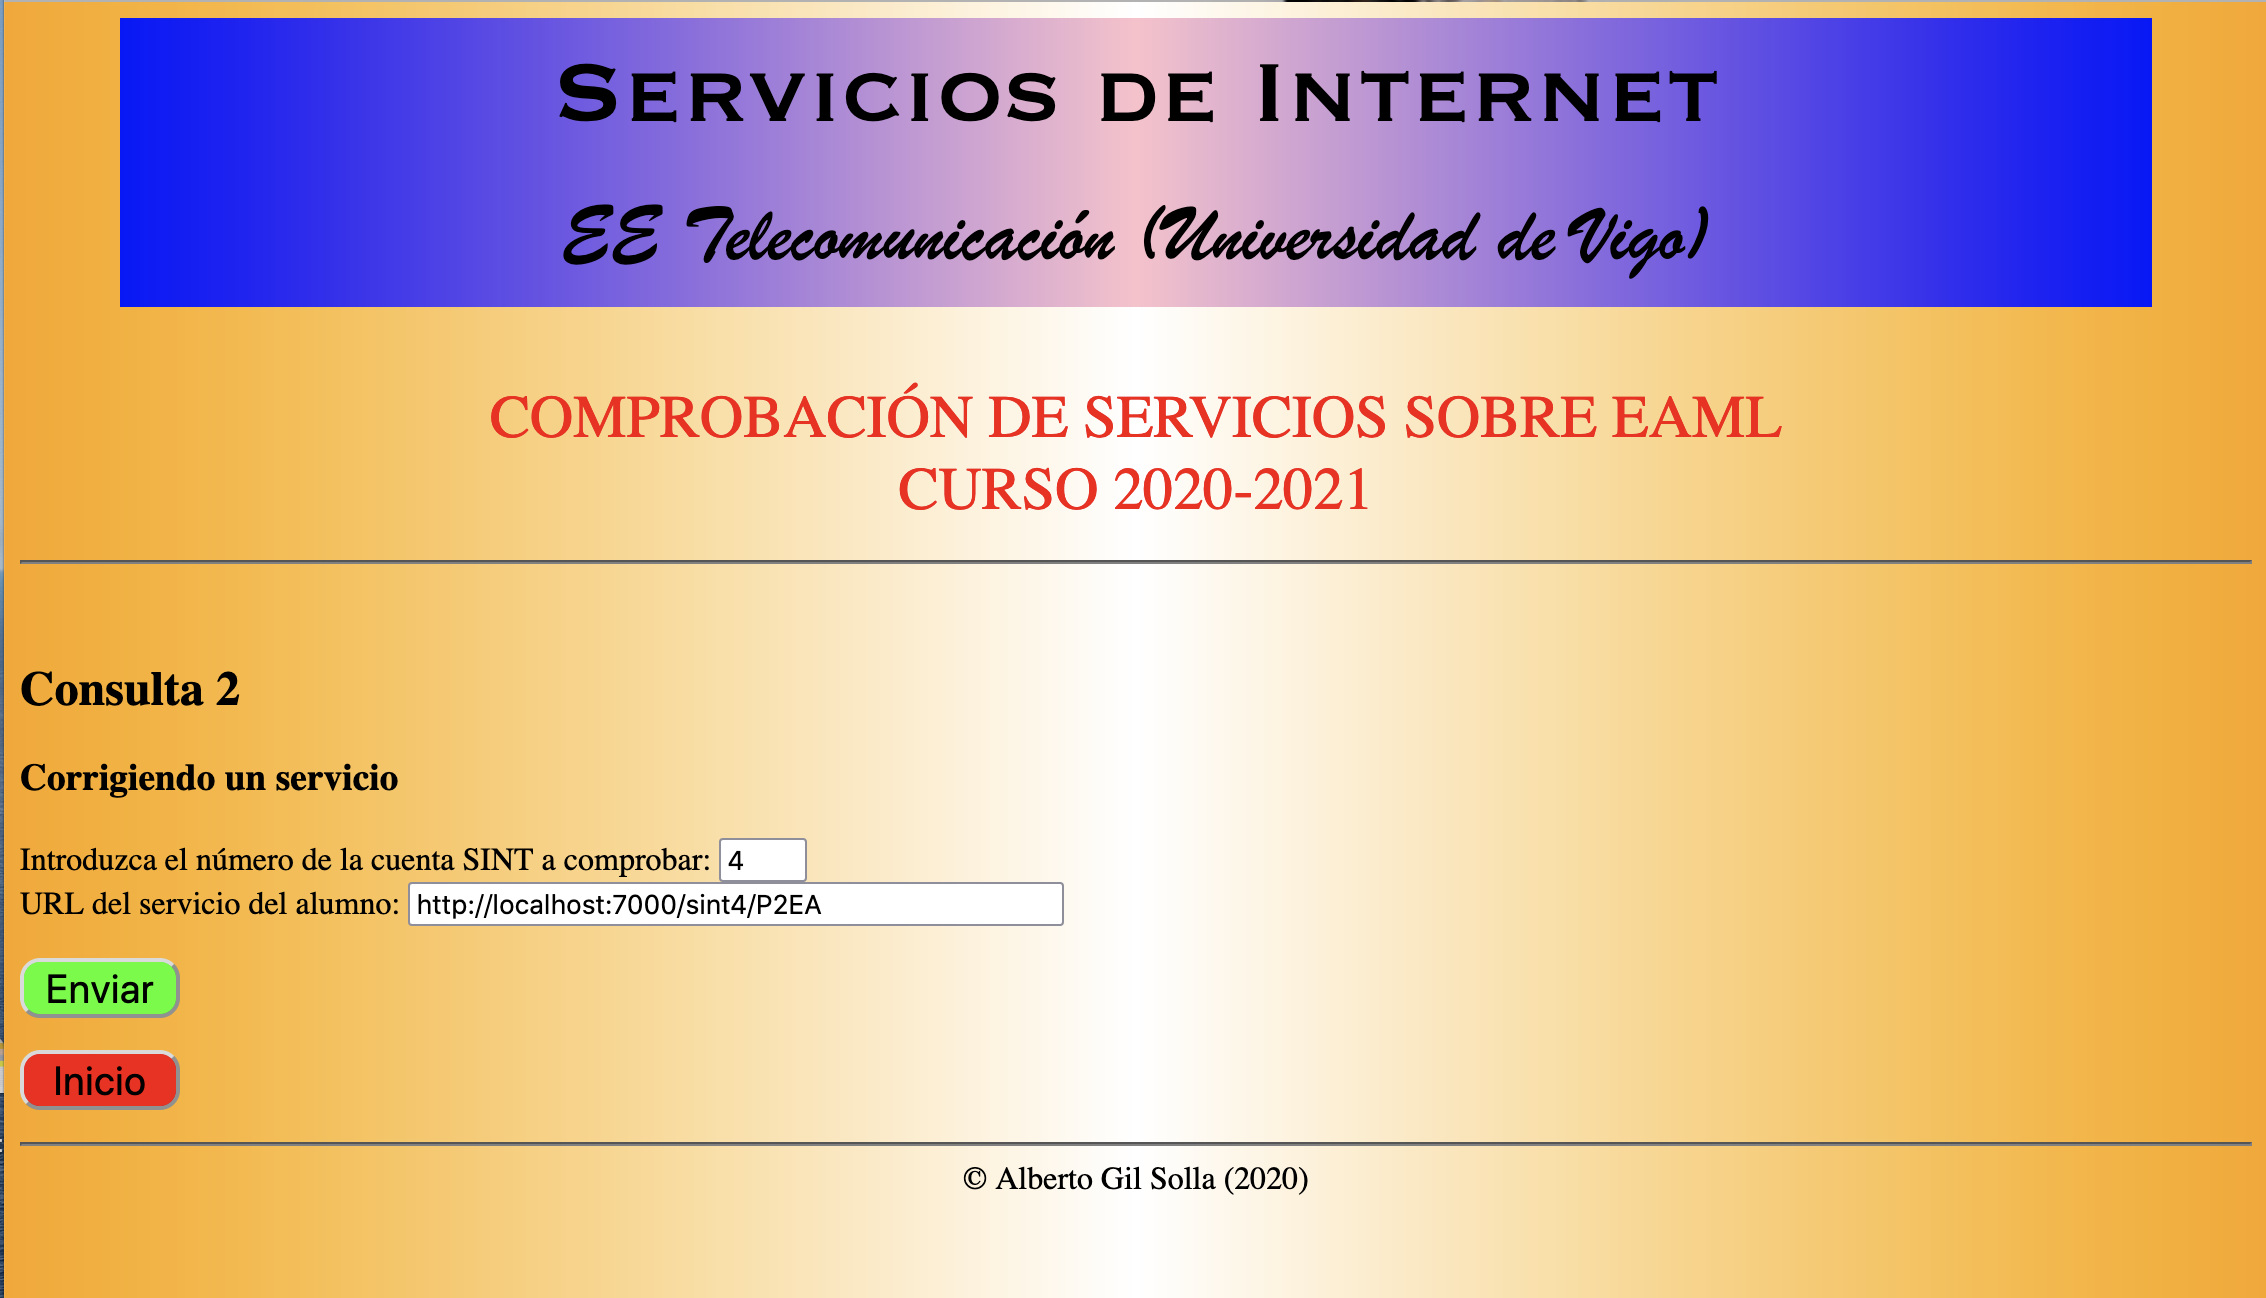 Servicios de Internet
EE Telecomunicación (Universidad de Vigo)
COMPROBACIÓN DE SERVICIOS SOBRE EAML
CURSO 2020-2021
Consulta 2
Corrigiendo un servicio
Introduzca el número de la cuenta SINT a comprobar: 4
URL del servicio del alumno: http://localhost:7000/sint4/P2EA
Enviar
Inicio
© Alberto Gil Solla (2020)